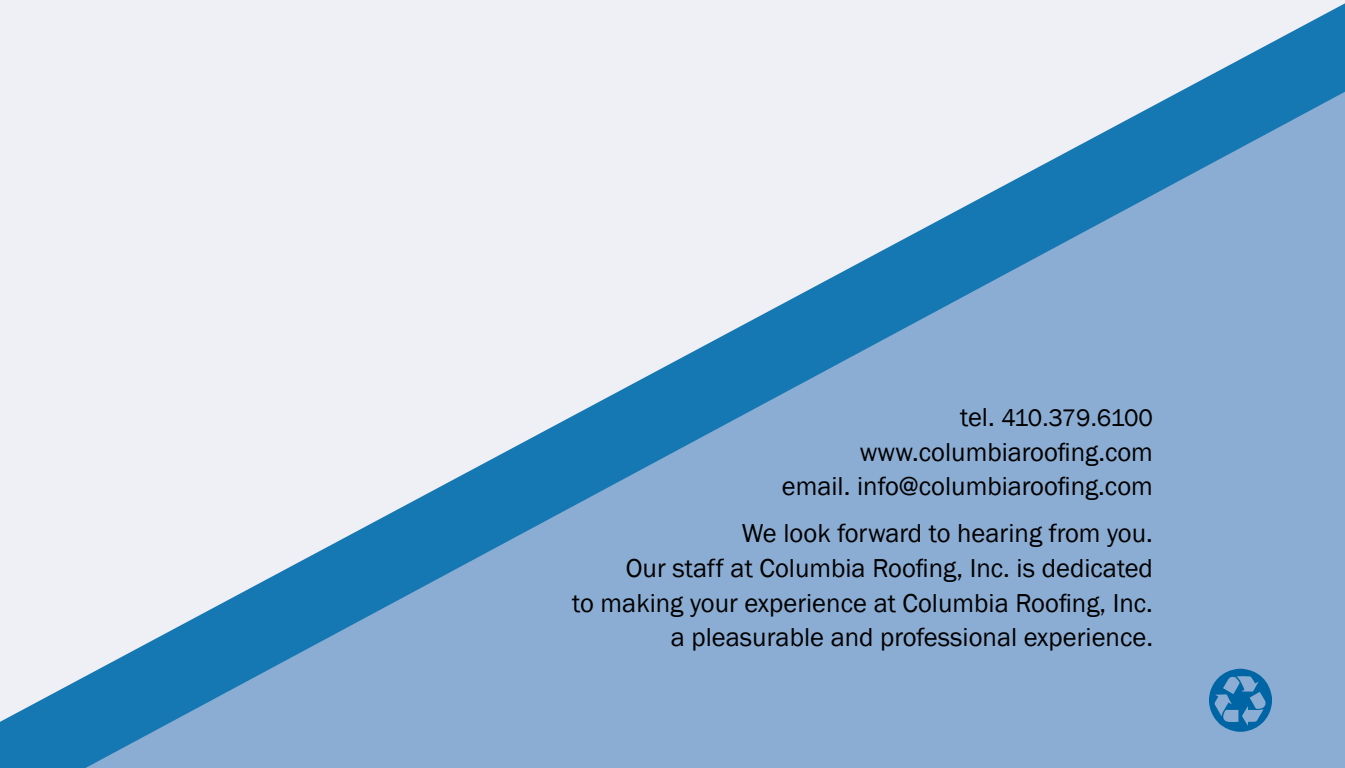 tel. 410.379.6100
www.columbiaroofing.com
email. info@columbiaroofing.com
We look forward to hearing from you.
Our staff at Columbia Roofing, Inc. is dedicated
to making your experience at Columbia Roofing, Inc.
a pleasurable and professional experience.